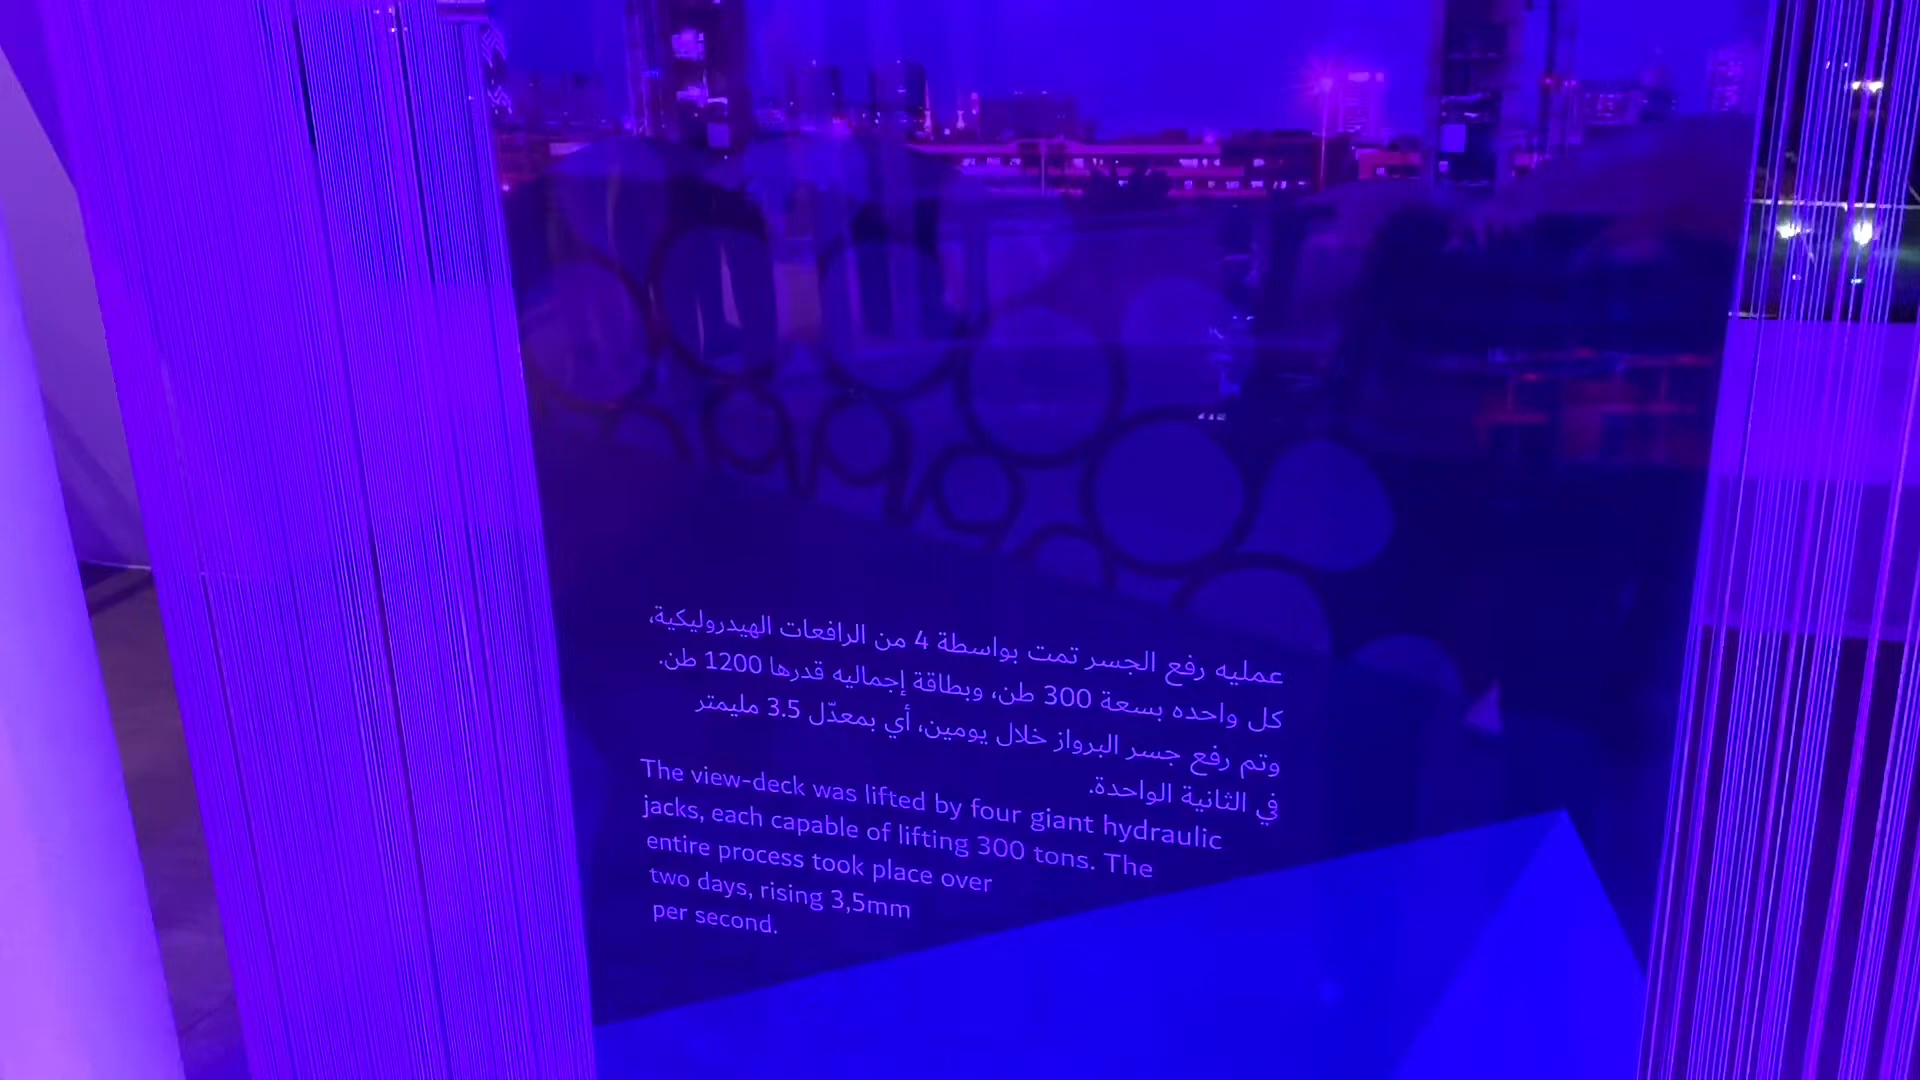 عمليه رفع الجسر تمت بواسطة 4 من الرافعات الهيدروليكية،
كل واحده بسعة 300 طن، وبطاقة إجماليه قدرها 1200 طن.
وتم رفع جسر البرواز خلال يومين، أي بمعدّل 3.5 مليمتر
في الثانية الواحدة.
The view-deck was lifted by four giant hydraulic
jacks, each capable of lifting 300 tons. The
entire process took place over
two days, rising 3,5mm
per second.